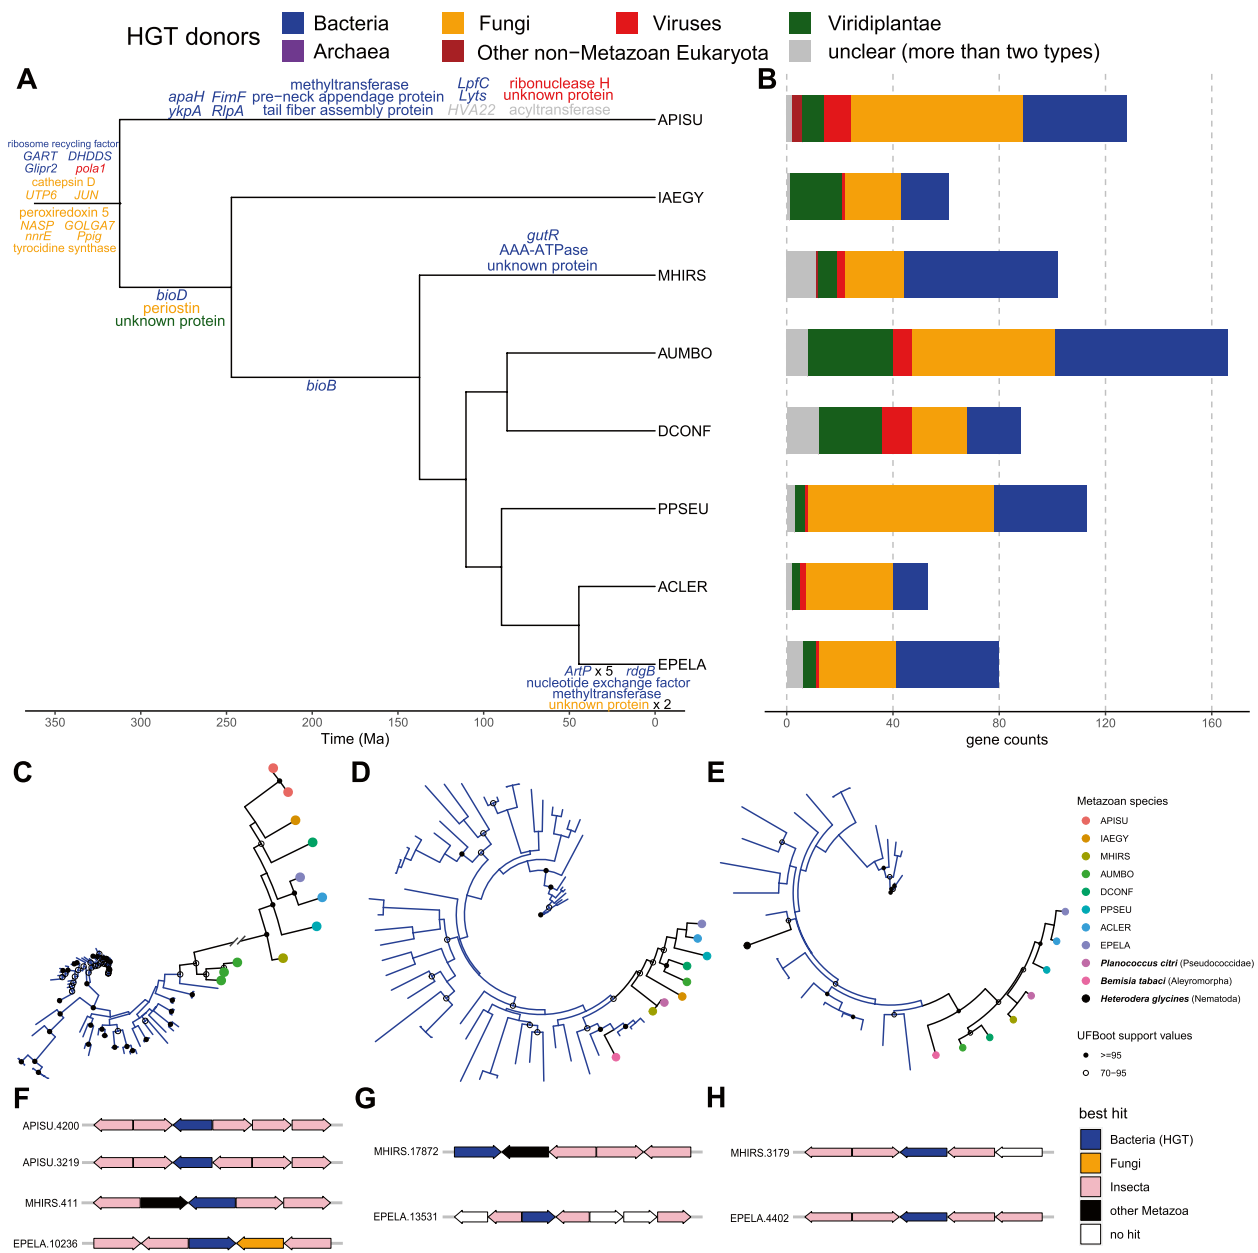 HGT donors
Bacteria
Fungi
Viruses
Viridiplantae
Archaea
Other non−Metazoan Eukaryota
unclear (more than two types)
A
methyltransferase
LpfC
ribonuclease H
apaH
FimF
pre−neck appendage protein
Lyts
unknown protein
ykpA
RlpA
tail fiber assembly protein
HVA22
acyltransferase
APISU
ribosome recycling factor
GART
DHDDS
Glipr2
pola1
cathepsin D
UTP6
JUN
peroxiredoxin 5
NASP
GOLGA7
nnrE
Ppig
tyrocidine synthase
IAEGY
gutR
AAA-ATPase
unknown protein
MHIRS
bioD
periostin
unknown protein
bioB
AUMBO
DCONF
PPSEU
ACLER
EPELA
ArtP x 5
rdgB
nucleotide exchange factor
methyltransferase
unknown protein x 2
350
300
250
200
150
100
50
0
Time (Ma)
B
0
40
80
120
160
gene counts
C
D
E
Metazoan species
APISU
IAEGY
MHIRS
AUMBO
DCONF
PPSEU
ACLER
EPELA
Planococcus citri (Pseudococcidae)
Bemisia tabaci (Aleyromorpha)
Heterodera glycines (Nematoda)
UFBoot support values
>=95
70−95
F
APISU.4200
APISU.3219
MHIRS.411
EPELA.10236
G
MHIRS.17872
EPELA.13531
H
MHIRS.3179
EPELA.4402
best hit
Bacteria (HGT)
Fungi
Insecta
other Metazoa
no hit